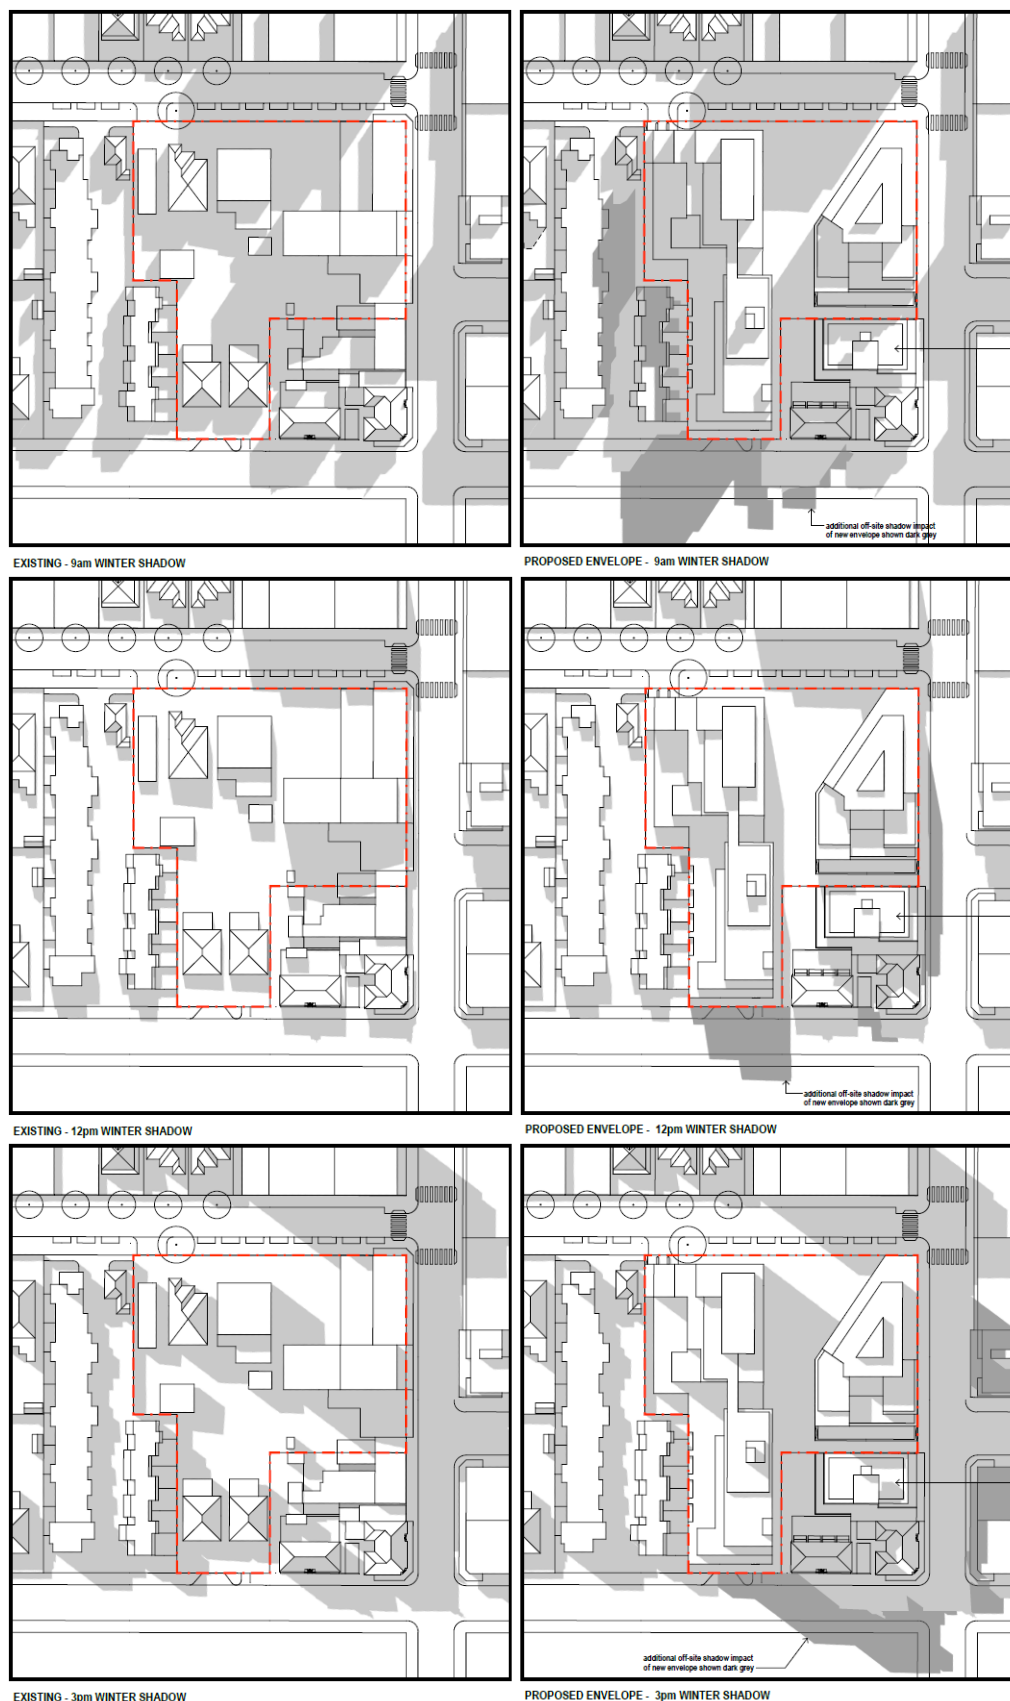 additional off-site shadow impact
of new envelope shown dark grey
EXISTING - 9am WINTER SHADOW
PROPOSED ENVELOPE - 9am WINTER SHADOW
additional off-site shadow impact
of new envelope shown dark grey
EXISTING - 12pm WINTER SHADOW
PROPOSED ENVELOPE - 12pm WINTER SHADOW
additional off-site shadow impact
of new envelope shown dark grey
EXISTING - 3pm WINTER SHADOW
PROPOSED ENVELOPE - 3pm WINTER SHADOW